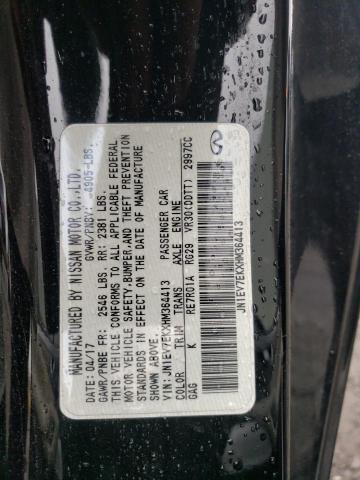 MANUFACTURED BY NISSAN MOTOR CO.,LTD.
DATE: 04/17 GVWR/PNBV: 4905-LBS.
GAWR/PNBE FR: 2546 LBS. RR: 2381 LBS.
THIS VEHICLE CONFORMS TO ALL APPLICABLE FEDERAL
MOTOR VEHICLE SAFETY,BUMPER,AND THEFT PREVENTION
STANDARDS IN EFFECT ON THE DATE OF MANUFACTURE
SHOWN ABOVE.
VIN: JN1EV7EKXHM364413 PASSENGER CAR
COLOR TRIM TRANS AXLE ENGINE
GAG K RE7R01A RG29 VR30(DDTT) 2997CC
JN1EV7EKXHM364413